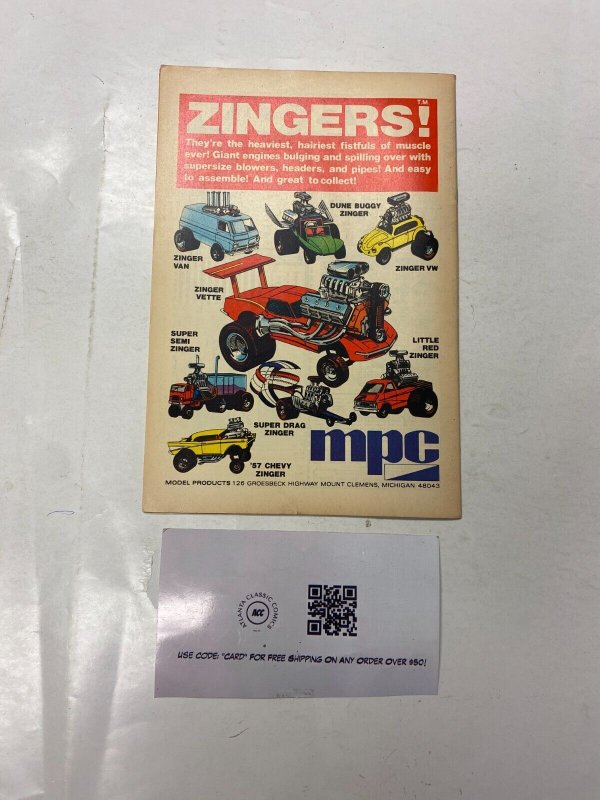 ZINGERS!
T.M.
They're the heaviest, hairiest fistfuls of muscle
ever! Giant engines bulging and spilling over with
supersize blowers, headers, and pipes! And easy
to assemble! And great to collect!
DUNE BUGGY
ZINGER
ZINGER
VAN
ZINGER VW
ZINGER
VETTE
SUPER
SEMI
ZINGER
LITTLE
RED
ZINGER
SUPER DRAG
ZINGER
'57 CHEVY
ZINGER
mpc
MODEL PRODUCTS 126 GROESBECK HIGHWAY MOUNT CLEMENS, MICHIGAN 48043
ATLANTA CLASSIC COMICS
ACC
USE CODE: "CARD" FOR FREE SHIPPING ON ANY ORDER OVER $50!